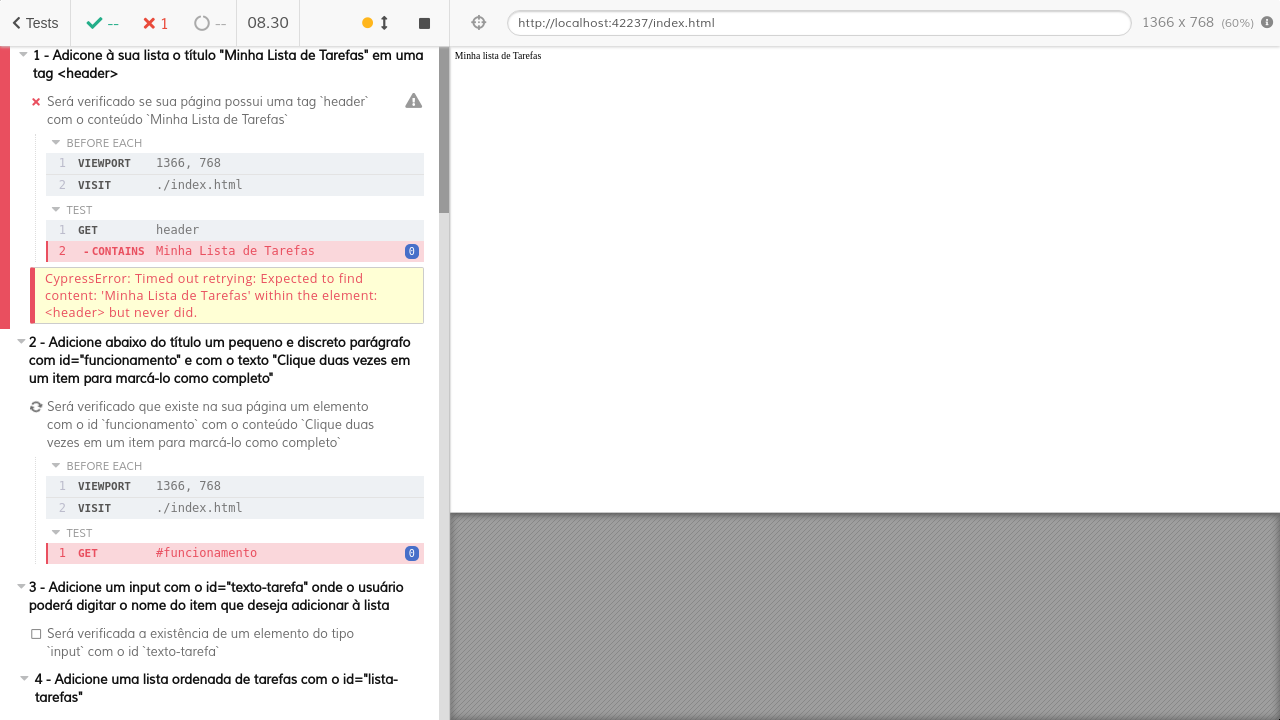 Tests
--
1
--
08.30
1 - Adicone à sua lista o título "Minha Lista de Tarefas" em uma
tag <header>
Será verificado se sua página possui uma tag `header`
com o conteúdo `Minha Lista de Tarefas`
BEFORE EACH
1 VIEWPORT 1366, 768
2 VISIT ./index.html
TEST
1 GET header
2 - CONTAINS Minha Lista de Tarefas 0
CypressError: Timed out retrying: Expected to find
content: 'Minha Lista de Tarefas' within the element:
<header> but never did.
2 - Adicione abaixo do título um pequeno e discreto parágrafo
com id="funcionamento" e com o texto "Clique duas vezes em
um item para marcá-lo como completo"
Será verificado que existe na sua página um elemento
com o id `funcionamento` com o conteúdo `Clique duas
vezes em um item para marcá-lo como completo`
BEFORE EACH
1 VIEWPORT 1366, 768
2 VISIT ./index.html
TEST
1 GET #funcionamento 0
3 - Adicione um input com o id="texto-tarefa" onde o usuário
poderá digitar o nome do item que deseja adicionar à lista
Será verificada a existência de um elemento do tipo
`input` com o id `texto-tarefa`
4 - Adicione uma lista ordenada de tarefas com o id="lista-
tarefas"
http://localhost:42237/index.html
1366 x 768 (60%)
Minha lista de Tarefas